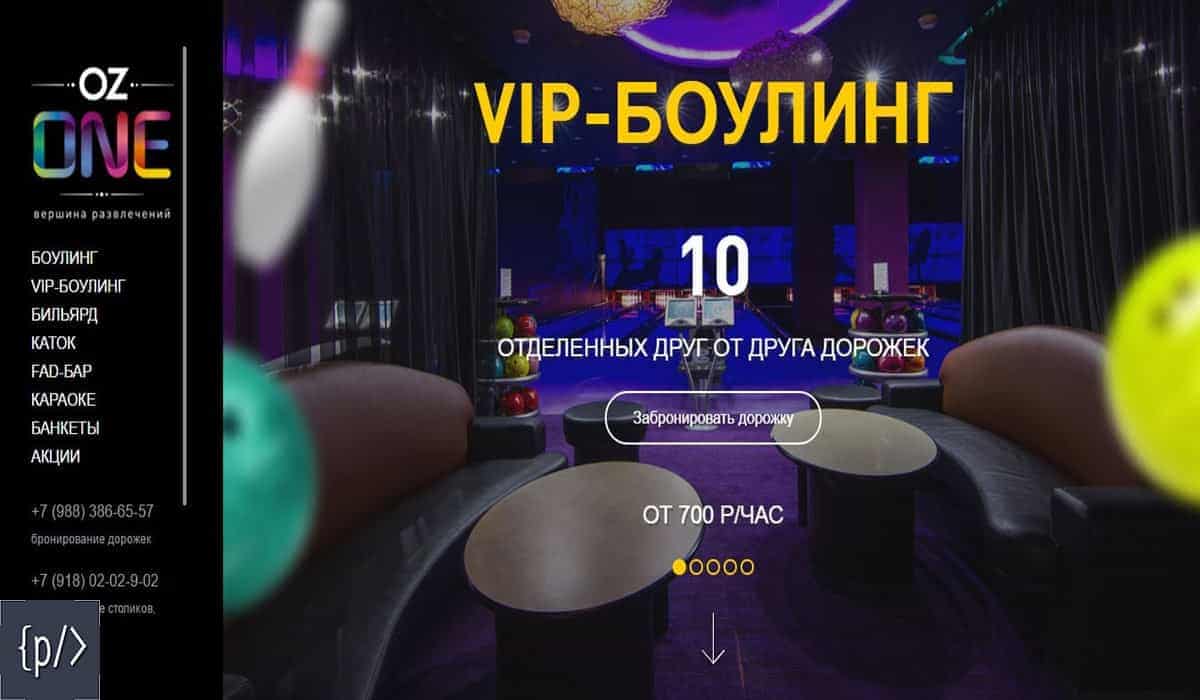 OZ
ONE
вершина развлечений
БОУЛИНГ
VIP-БОУЛИНГ
БИЛЬЯРД
КАТОК
FAD-БАР
КАРАОКЕ
БАНКЕТЫ
АКЦИИ
+7 (988) 386-65-57
бронирование дорожек
+7 (918) 02-02-9-02
столиков,
{p/>
VIP-БОУЛИНГ
10
ОТДЕЛЕННЫХ ДРУГ ОТ ДРУГА ДОРОЖЕК
Забронировать дорожку
ОТ 700 Р/ЧАС